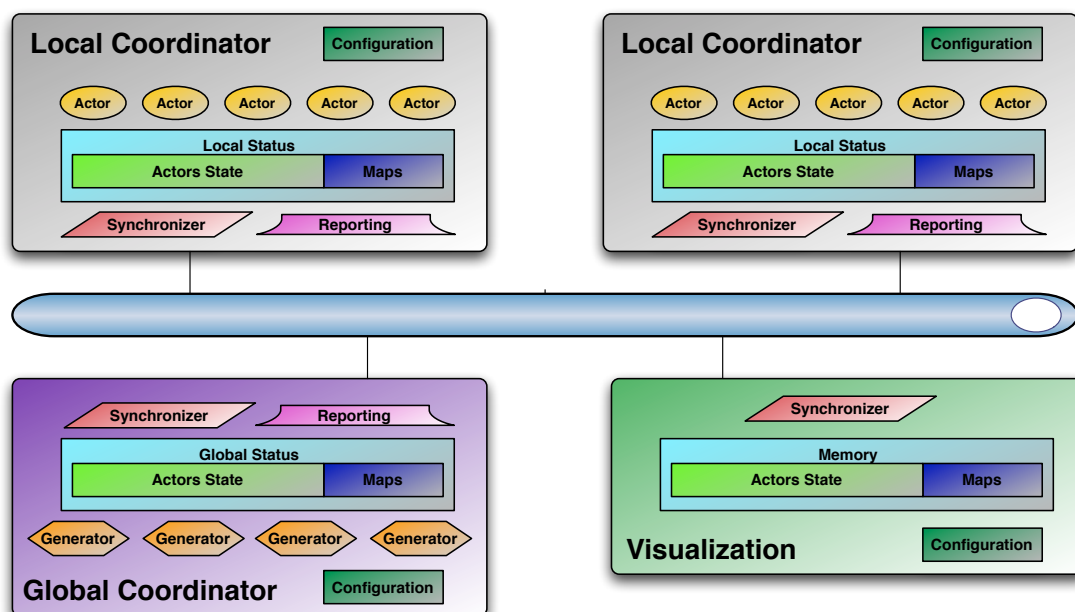 Local Coordinator
Configuration
Actor Actor Actor Actor Actor
Local Status
Actors State Maps
Synchronizer Reporting
Local Coordinator
Configuration
Actor Actor Actor Actor Actor
Local Status
Actors State Maps
Synchronizer Reporting
Synchronizer Reporting
Global Status
Actors State Maps
Generator Generator Generator Generator
Global Coordinator
Configuration
Synchronizer
Memory
Actors State Maps
Visualization
Configuration